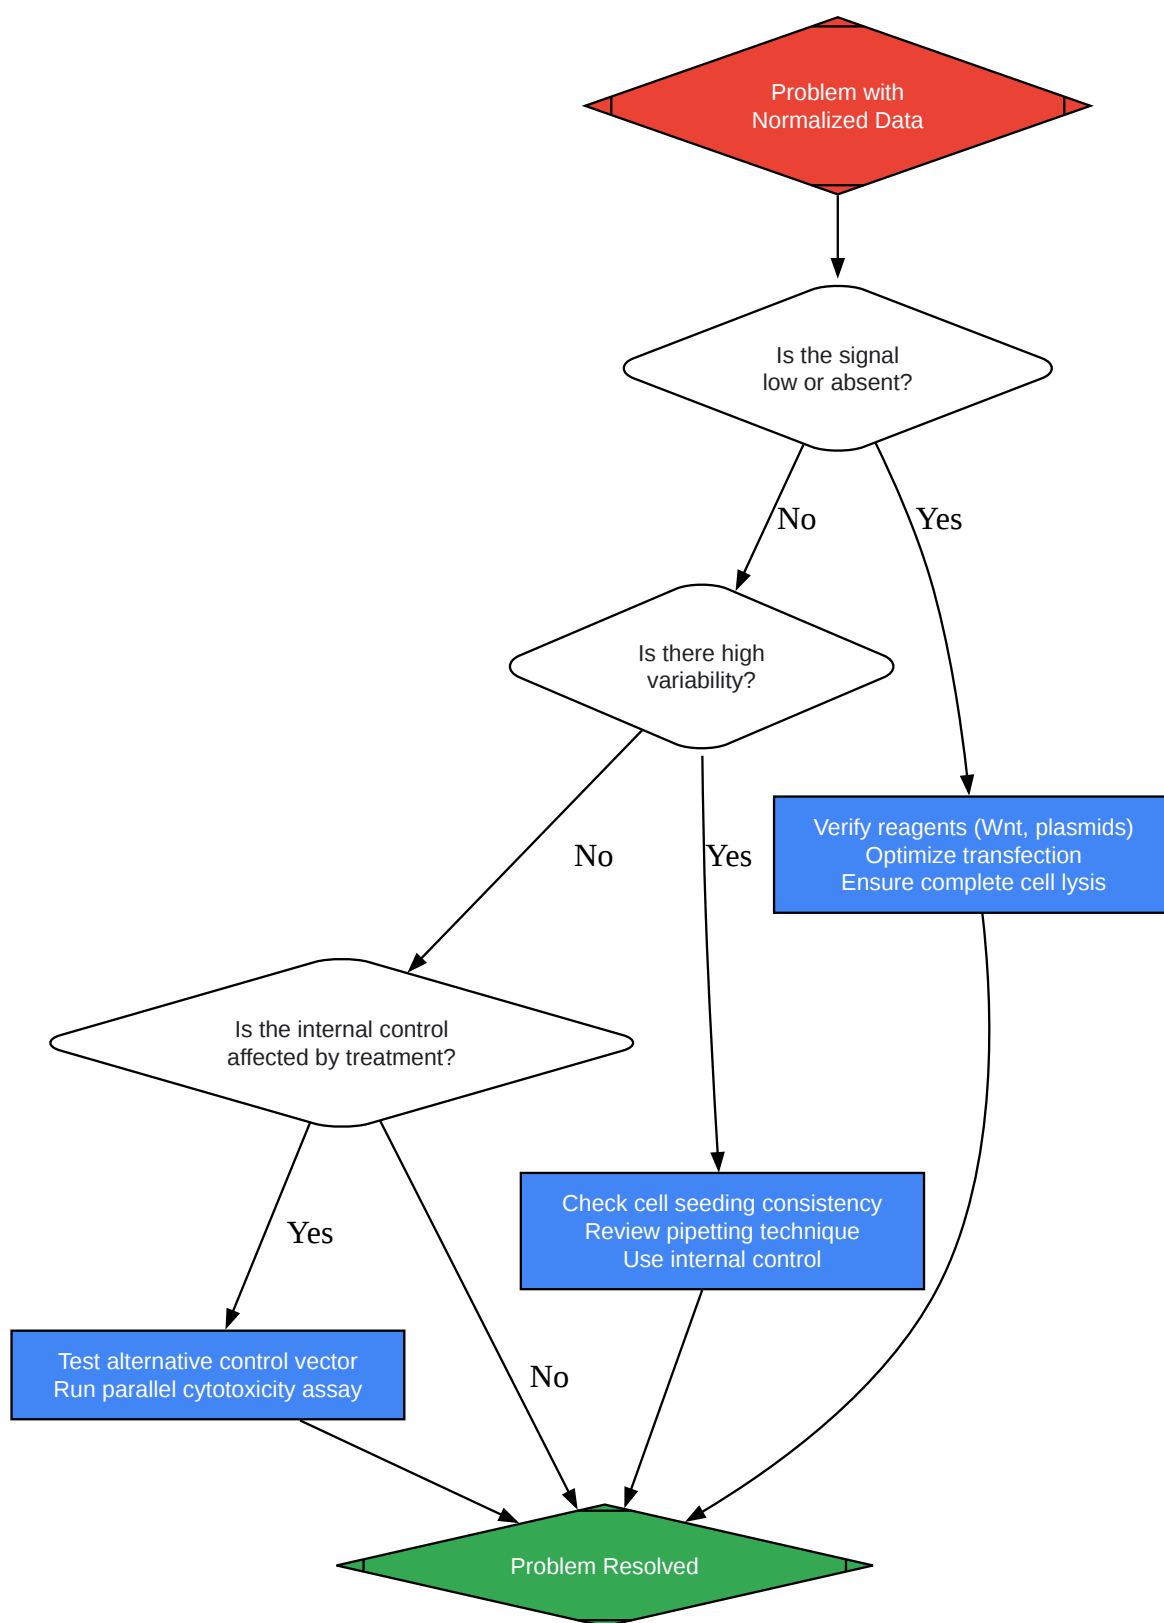 Problem with
Normalized Data
Is the signal
low or absent?
No
Yes
Is there high
variability?
Verify reagents (Wnt, plasmids)
Optimize transfection
Ensure complete cell lysis
No
Yes
Is the internal control
affected by treatment?
Check cell seeding consistency
Review pipetting technique
Use internal control
Yes
Test alternative control vector
Run parallel cytotoxicity assay
No
Problem Resolved